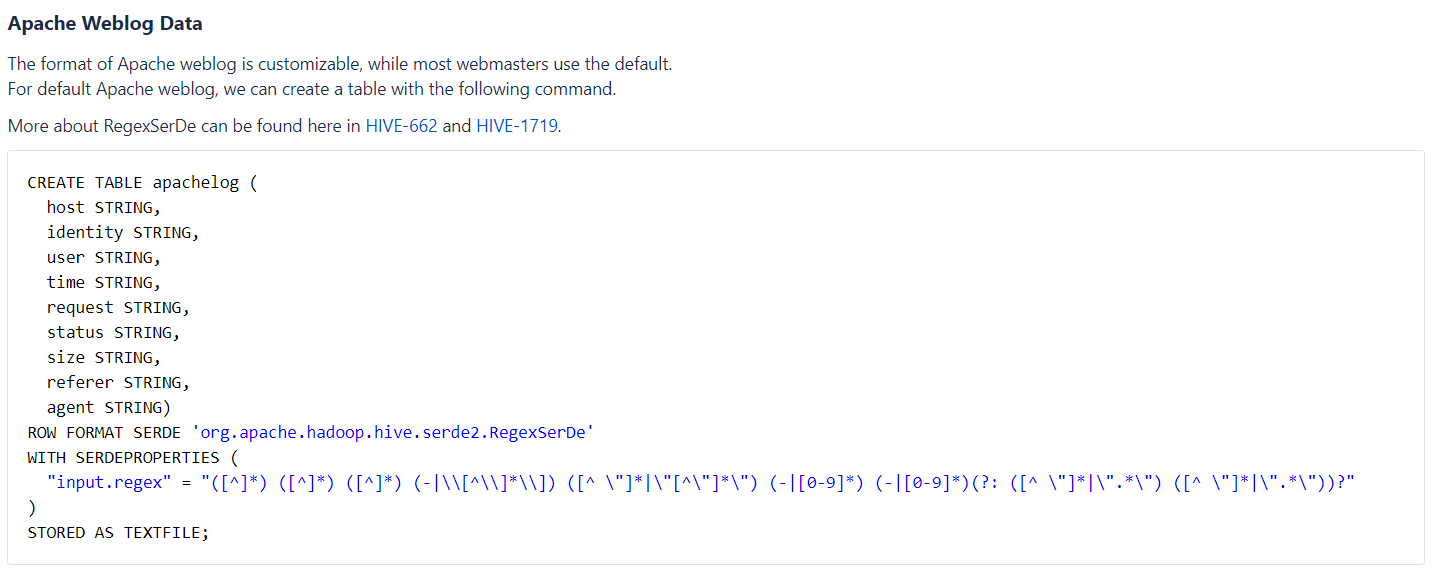 Apache Weblog Data
The format of Apache weblog is customizable, while most webmasters use the default.
For default Apache weblog, we can create a table with the following command.
More about RegexSerDe can be found here in HIVE-662 and HIVE-1719.
CREATE TABLE apachelog (
  host STRING,
  identity STRING,
  user STRING,
  time STRING,
  request STRING,
  status STRING,
  size STRING,
  referer STRING,
  agent STRING)
ROW FORMAT SERDE 'org.apache.hadoop.hive.serde2.RegexSerDe'
WITH SERDEPROPERTIES (
  "input.regex" = "([^]*) ([^]*) ([^]*) (-|\\[^\\]*\\]) ([^ \"]*|\"[^\"]*\") (-|[0-9]*) (-|[0-9]*)(?: ([^ \"]*|\".*\") ([^ \"]*|\".*\"))?"
)
STORED AS TEXTFILE;